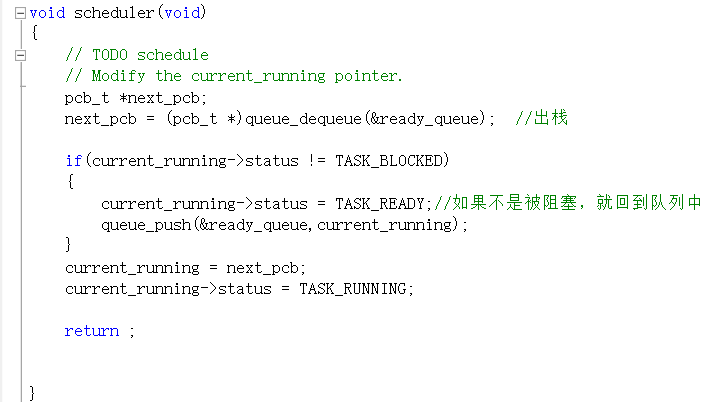 void scheduler(void)
{
    // TODO schedule
    // Modify the current_running pointer.
    pcb_t *next_pcb;
    next_pcb = (pcb_t *)queue_dequeue(&ready_queue);  //出栈
    if(current_running->status != TASK_BLOCKED)
    {
        current_running->status = TASK_READY;//如果不是被阻塞，就回到队列中
        queue_push(&ready_queue,current_running);
    }
    current_running = next_pcb;
    current_running->status = TASK_RUNNING;
    return ;
}